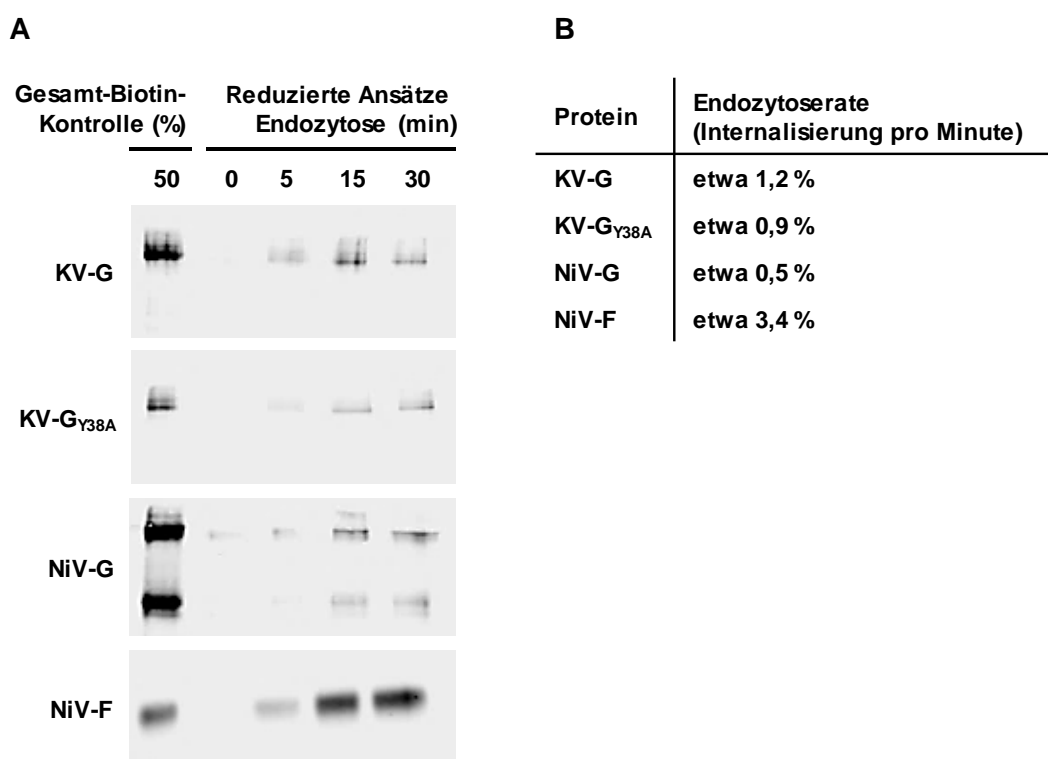 A
Gesamt-Biotin-
Kontrolle (%)
Reduzierte Ansätze
Endozytose (min)
50 0 5 15 30
KV-G
KV-GY38A
NiV-G
NiV-F
B
Protein
Endozytoserate
(Internalisierung pro Minute)
KV-G etwa 1,2 %
KV-GY38A etwa 0,9 %
NiV-G etwa 0,5 %
NiV-F etwa 3,4 %